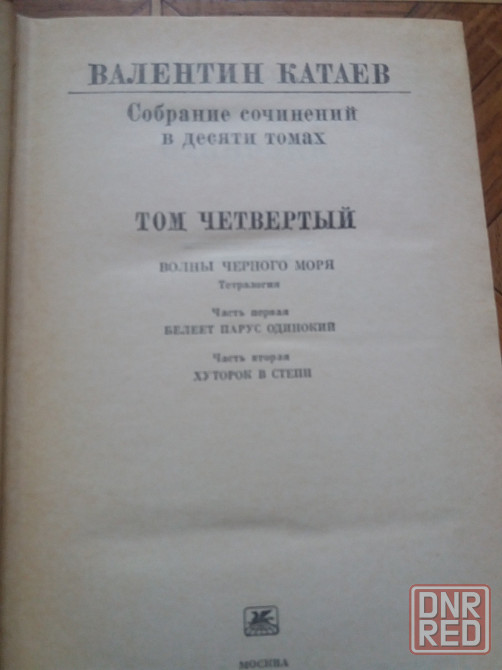 ВАЛЕНТИН КАТАЕВ
Собрание сочинений
в десяти томах
ТОМ ЧЕТВЕРТЫЙ
ВОЛНЫ ЧЕРНОГО МОРЯ
Тетралогия
Часть первая
БЕЛЕЕТ ПАРУС ОДИНОКИЙ
Часть вторая
ХУТОРОК В СТЕПИ
МОСКВА
DNR
RED